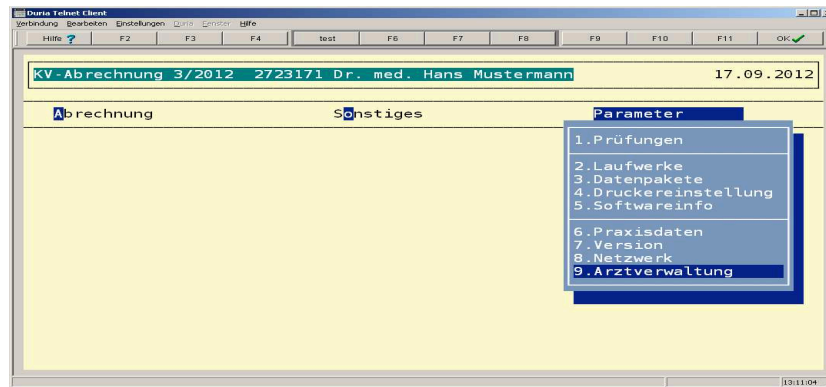 Duria Telnet Client
Verbindung Bearbeiten Einstellungen Duria Fenster Hilfe
Hilfe ? F2 F3 F4 test F6 F7 F8 F9 F10 F11 OK
KV-Abrechnung 3/2012 2723171 Dr. med. Hans Mustermann 17.09.2012
Abrechnung Sonstiges Parameter
1.Prüfungen
2.Laufwerke
3.Datenpakete
4.Druckereinstellung
5.Softwareinfo
6.Praxisdaten
7.Version
8.Netzwerk
9.Arztverwaltung
13:11:04